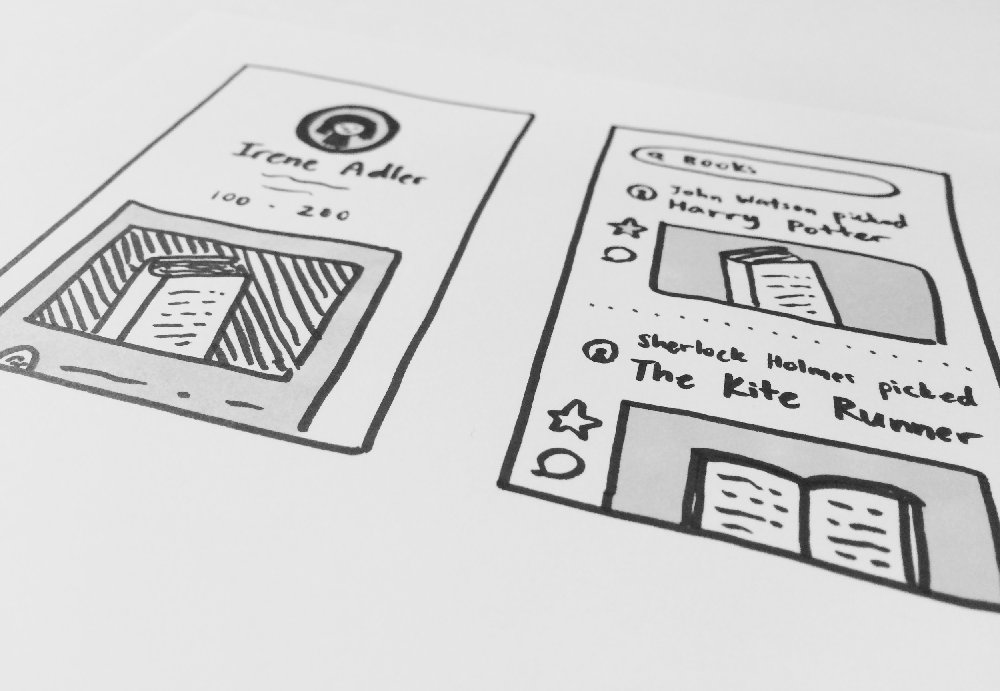 Irene Adler
100 · 200
Books
John Watson picked
Harry Potter
Sherlock Holmes picked
The Kite Runner